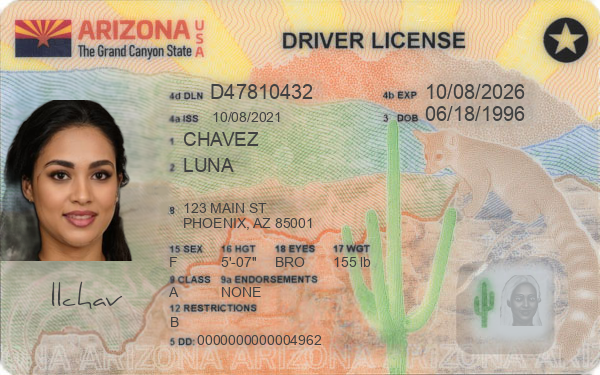 ARIZONA USA
The Grand Canyon State
DRIVER LICENSE
4d DLN D47810432
4b EXP 10/08/2026
4a ISS 10/08/2021
3 DOB 06/18/1996
1 CHAVEZ
2 LUNA
8 123 MAIN ST
PHOENIX, AZ 85001
15 SEX 16 HGT 18 EYES 17 WGT
F 5'-07" BRO 155 lb
9 CLASS 9a ENDORSEMENTS
A NONE
12 RESTRICTIONS
B
5 DD: 0000000000004962
ARIZONA ARIZONA ARIZONA ARIZONA